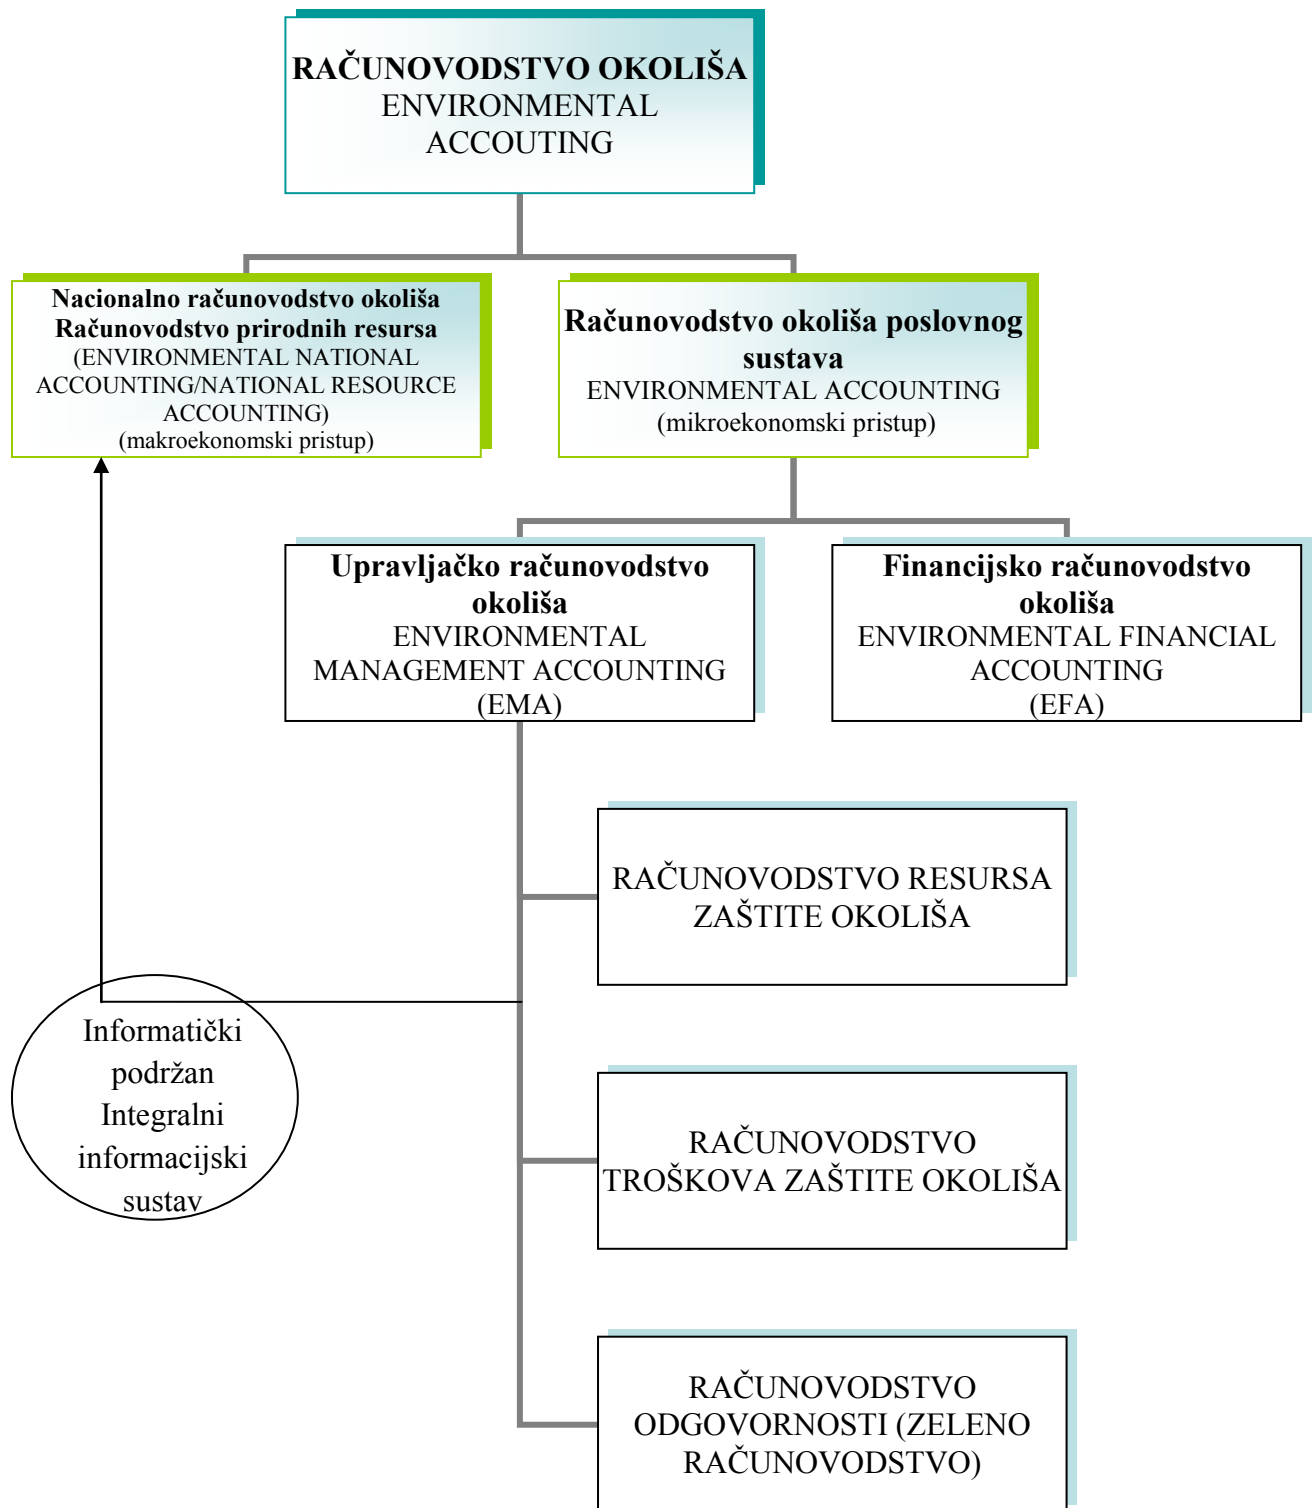 RAČUNOVODSTVO OKOLIŠA
ENVIRONMENTAL
ACCOUTING
Nacionalno računovodstvo okoliša
Računovodstvo prirodnih resursa
(ENVIRONMENTAL NATIONAL
ACCOUNTING/NATIONAL RESOURCE
ACCOUNTING)
(makroekonomski pristup)
Računovodstvo okoliša poslovnog
sustava
ENVIRONMENTAL ACCOUNTING
(mikroekonomski pristup)
Upravljačko računovodstvo
okoliša
ENVIRONMENTAL
MANAGEMENT ACCOUNTING
(EMA)
Financijsko računovodstvo
okoliša
ENVIRONMENTAL FINANCIAL
ACCOUNTING
(EFA)
RAČUNOVODSTVO RESURSA
ZAŠTITE OKOLIŠA
Informatički
podržan
Integralni
informacijski
sustav
RAČUNOVODSTVO
TROŠKOVA ZAŠTITE OKOLIŠA
RAČUNOVODSTVO
ODGOVORNOSTI (ZELENO
RAČUNOVODSTVO)